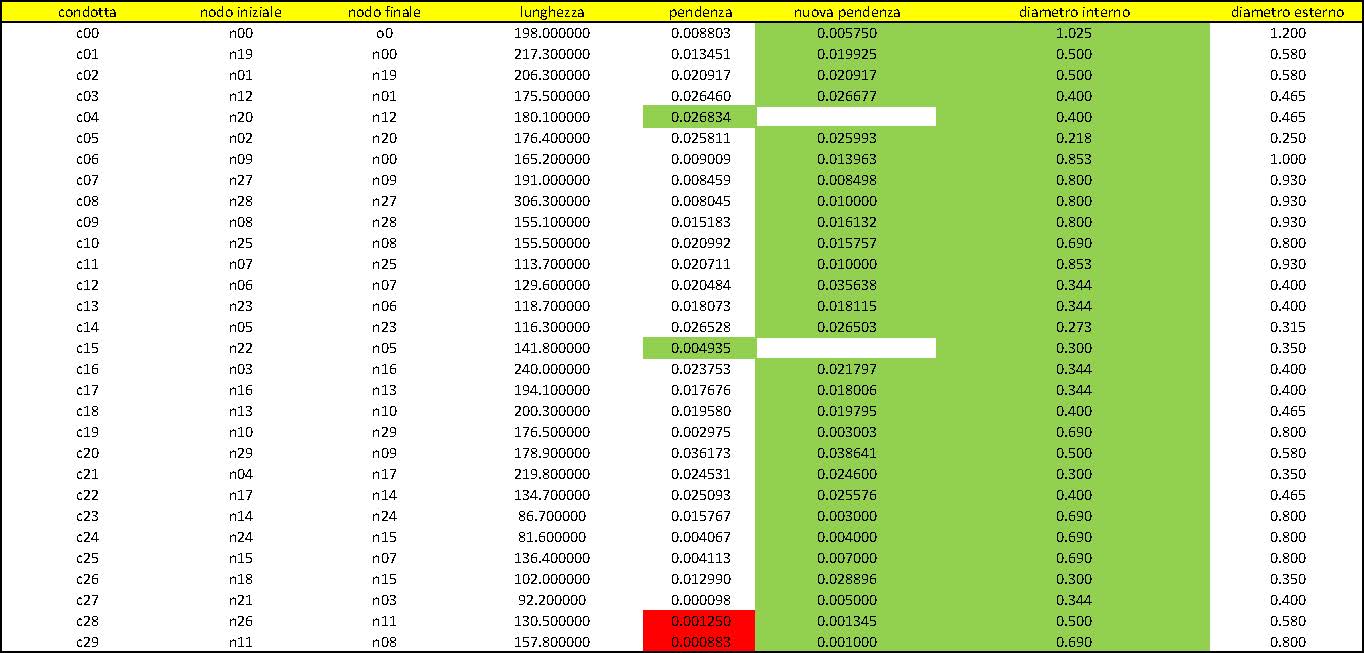 condotta nodo iniziale nodo finale lunghezza pendenza nuova pendenza diametro interno diametro esterno
c00 n00 o0 198.000000 0.008803 0.005750 1.025 1.200
c01 n19 n00 217.300000 0.013451 0.019925 0.500 0.580
c02 n01 n19 206.300000 0.020917 0.020917 0.500 0.580
c03 n12 n01 175.500000 0.026460 0.026677 0.400 0.465
c04 n20 n12 180.100000 0.026834 0.400 0.465
c05 n02 n20 176.400000 0.025811 0.025993 0.218 0.250
c06 n09 n00 165.200000 0.009009 0.013963 0.853 1.000
c07 n27 n09 191.000000 0.008459 0.008498 0.800 0.930
c08 n28 n27 306.300000 0.008045 0.010000 0.800 0.930
c09 n08 n28 155.100000 0.015183 0.016132 0.800 0.930
c10 n25 n08 155.500000 0.020992 0.015757 0.690 0.800
c11 n07 n25 113.700000 0.020711 0.010000 0.853 0.930
c12 n06 n07 129.600000 0.020484 0.035638 0.344 0.400
c13 n23 n06 118.700000 0.018073 0.018115 0.344 0.400
c14 n05 n23 116.300000 0.026528 0.026503 0.273 0.315
c15 n22 n05 141.800000 0.004935 0.300 0.350
c16 n03 n16 240.000000 0.023753 0.021797 0.344 0.400
c17 n16 n13 194.100000 0.017676 0.018006 0.344 0.400
c18 n13 n10 200.300000 0.019580 0.019795 0.400 0.465
c19 n10 n29 176.500000 0.002975 0.003003 0.690 0.800
c20 n29 n09 178.900000 0.036173 0.038641 0.500 0.580
c21 n04 n17 219.800000 0.024531 0.024600 0.300 0.350
c22 n17 n14 134.700000 0.025093 0.025576 0.400 0.465
c23 n14 n24 86.700000 0.015767 0.003000 0.690 0.800
c24 n24 n15 81.600000 0.004067 0.004000 0.690 0.800
c25 n15 n07 136.400000 0.004113 0.007000 0.690 0.800
c26 n18 n15 102.000000 0.012990 0.028896 0.300 0.350
c27 n21 n03 92.200000 0.000098 0.005000 0.344 0.400
c28 n26 n11 130.500000 0.001250 0.001345 0.500 0.580
c29 n11 n08 157.800000 0.000883 0.001000 0.690 0.800